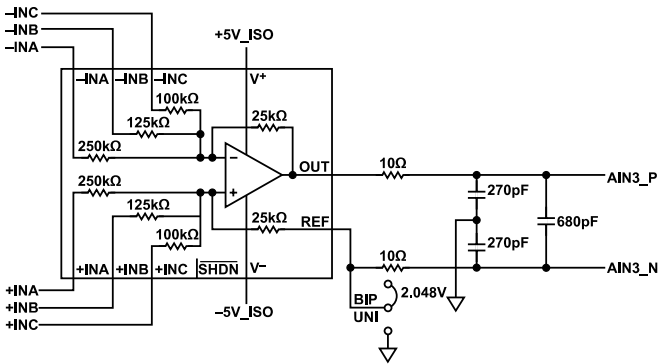 –INC
–INB
–INA
+5V_ISO
–INA –INB –INC
V+
100kΩ
25kΩ
125kΩ
250kΩ
OUT
10Ω
AIN3_P
250kΩ
270pF
125kΩ
25kΩ
REF
680pF
100kΩ
270pF
10Ω
+INA +INB +INC
SHDN
V–
AIN3_N
+INA
+INB
+INC
–5V_ISO
BIP
2.048V
UNI